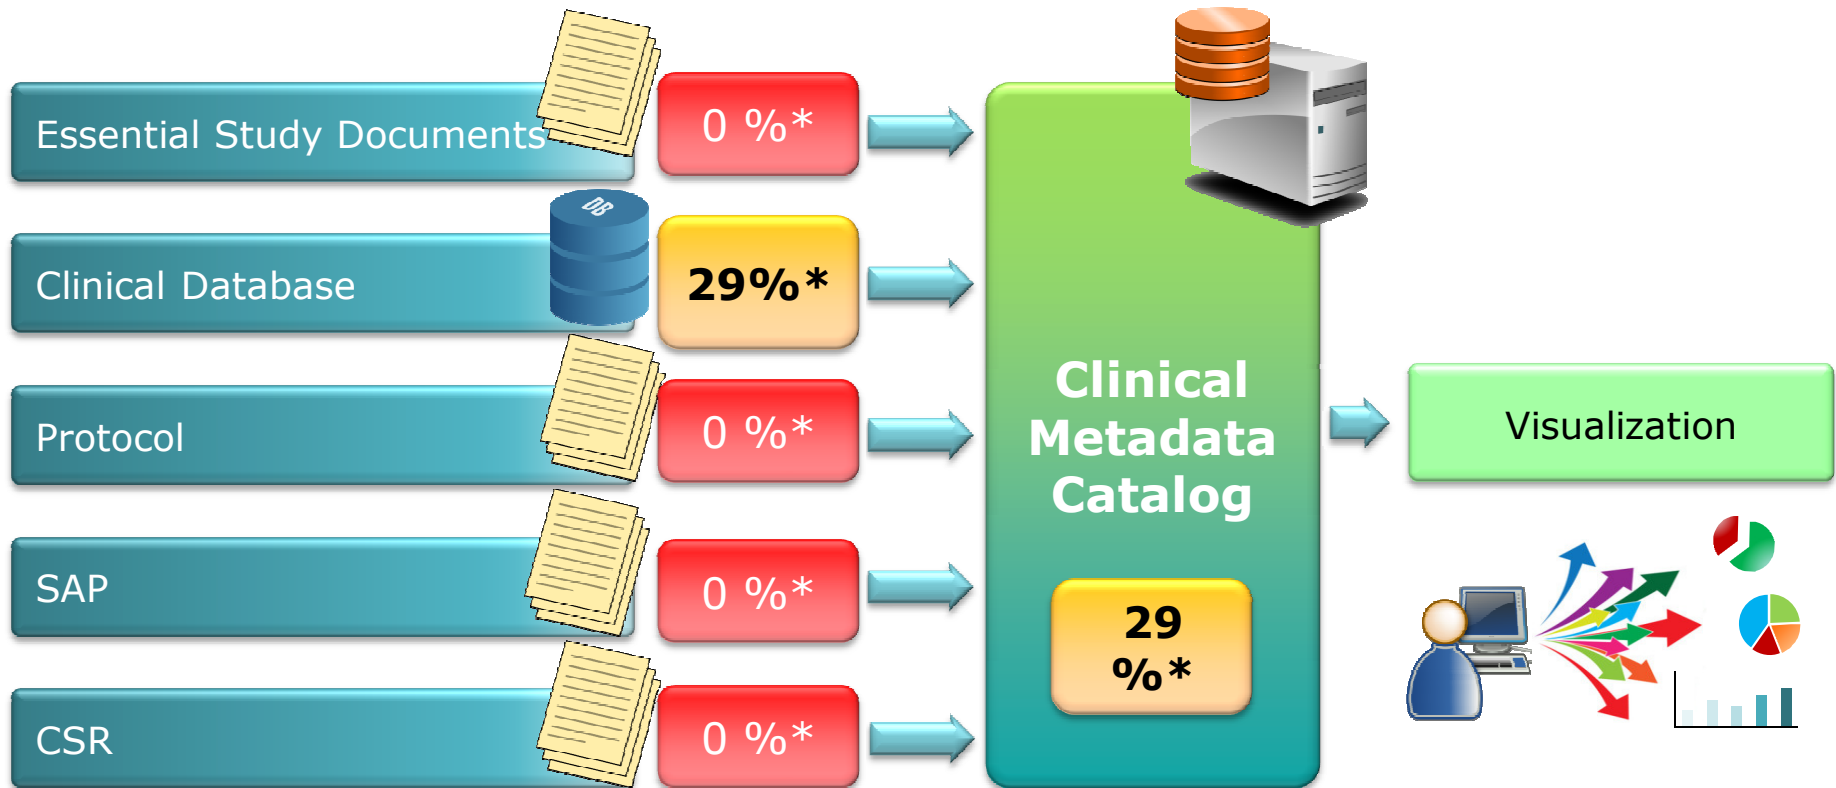 Essential Study Documents
0 %*
DB
Clinical Database
29%*
Protocol
0 %*
SAP
0 %*
CSR
0 %*
Clinical
Metadata
Catalog
29
%*
Visualization